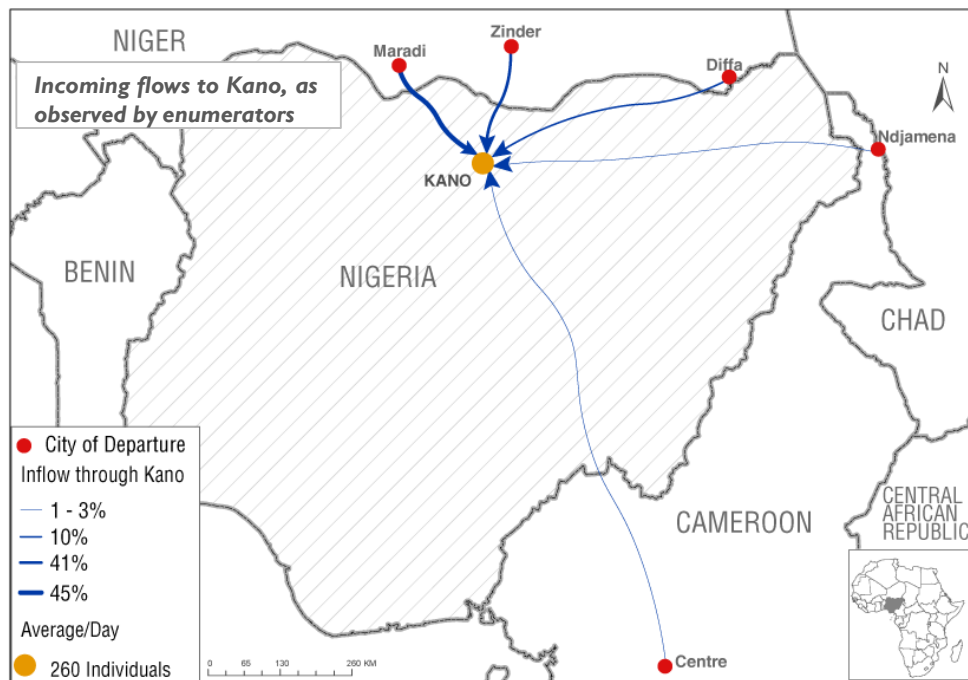 NIGER
Zinder
Maradi
Diffa
Incoming flows to Kano, as
observed by enumerators
N
Ndjamena
KANO
BENIN
NIGERIA
CHAD
City of Departure
Inflow through Kano
1 - 3%
10%
41%
45%
Average/Day
260 Individuals
0 65 130 260 KM
CAMEROON
CENTRAL
AFRICAN
REPUBLIC
Centre